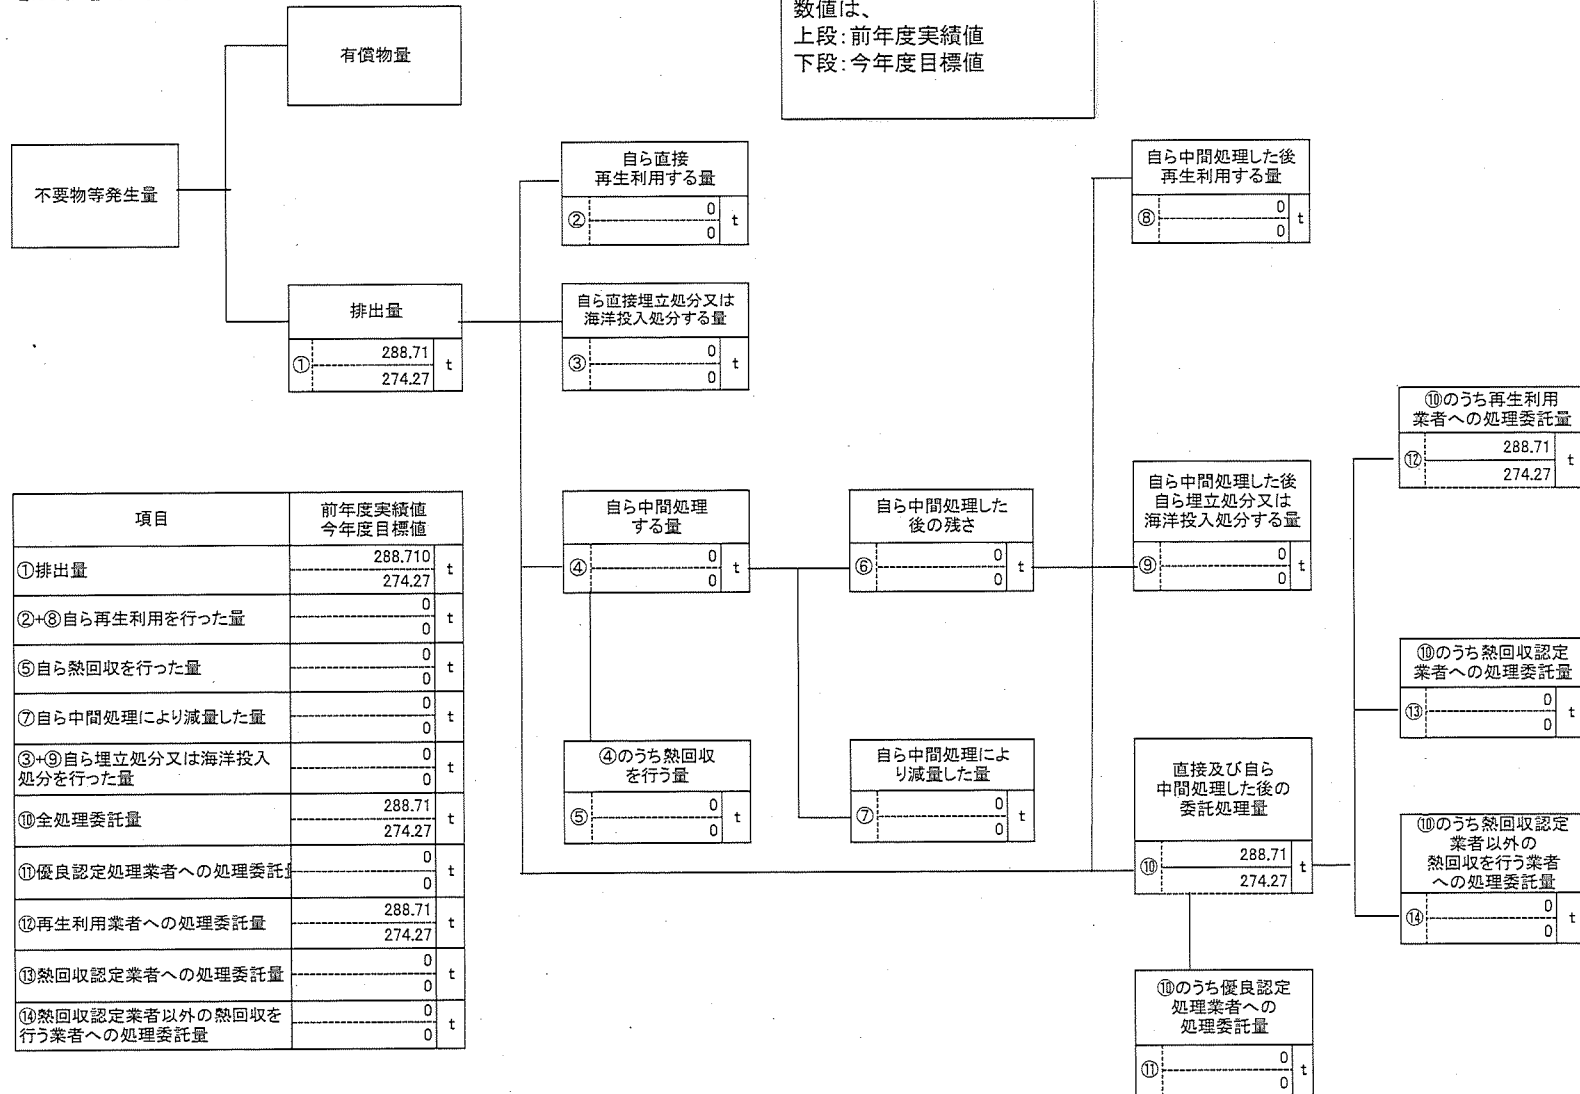 数値は、
上段:前年度実績値
下段:今年度目標値
有償物量
不要物等発生量
排出量
① 288.71 t
274.27
自ら直接
再生利用する量
② 0 t
0
自ら直接埋立処分又は
海洋投入処分する量
③ 0 t
0
自ら中間処理した後
再生利用する量
⑧ 0 t
0
自ら中間処理
する量
④ 0 t
0
自ら中間処理した
後の残さ
⑥ 0 t
0
自ら中間処理した後
自ら埋立処分又は
海洋投入処分する量
⑨ 0 t
0
④のうち熱回収
を行う量
⑤ 0 t
0
自ら中間処理によ
り減量した量
⑦ 0 t
0
直接及び自ら
中間処理した後の
委託処理量
⑩ 288.71 t
274.27
⑩のうち優良認定
処理業者への
処理委託量
⑪ 0 t
0
⑩のうち再生利用
業者への処理委託量
⑫ 288.71 t
274.27
⑩のうち熱回収認定
業者への処理委託量
⑬ 0 t
0
⑩のうち熱回収認定
業者以外の
熱回収を行う業者
への処理委託量
⑭ 0 t
0
項目 前年度実績値
今年度目標値
①排出量 288.710 t
274.27
②+⑧自ら再生利用を行った量 0 t
0
⑤自ら熱回収を行った量 0 t
0
⑦自ら中間処理により減量した量 0 t
0
③+⑨自ら埋立処分又は海洋投入
処分を行った量 0 t
0
⑩全処理委託量 288.71 t
274.27
⑪優良認定処理業者への処理委託 0 t
0
⑫再生利用業者への処理委託量 288.71 t
274.27
⑬熱回収認定業者への処理委託量 0 t
0
⑭熱回収認定業者以外の熱回収を
行う業者への処理委託量 0 t
0